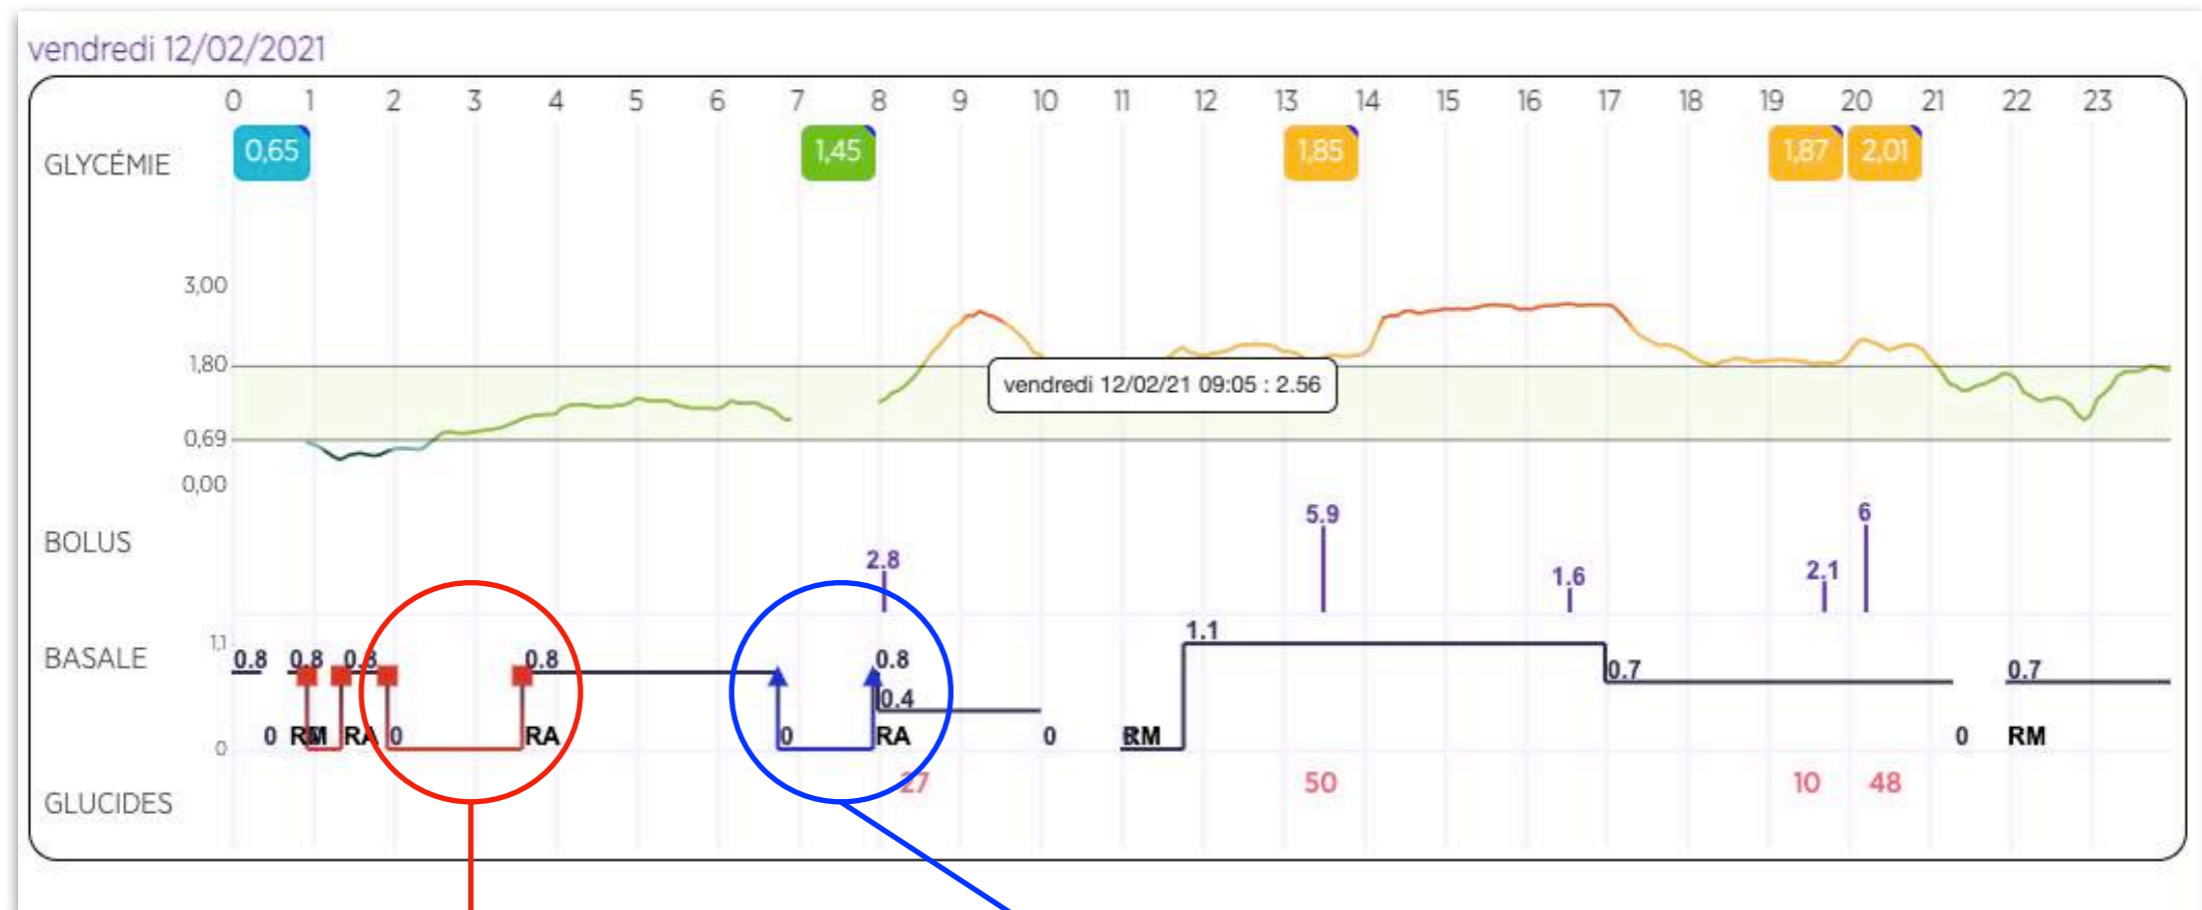 vendredi 12/02/2021
0 1 2 3 4 5 6 7 8 9 10 11 12 13 14 15 16 17 18 19 20 21 22 23
GLYCÉMIE 0,65 1,45 1,85 1,87 2,01
3,00
1,80
vendredi 12/02/21 09:05 : 2.56
0,69
0,00
BOLUS 2.8 5.9 1.6 2.1 6
1.1 1.1
BASALE 0.8 0.8 0.8 0.8 0.8 0.7 0.7
0.4
0 0 RM RA 0 RA 0 RA 0 RM 0 RM
27 50 10 48
GLUCIDES